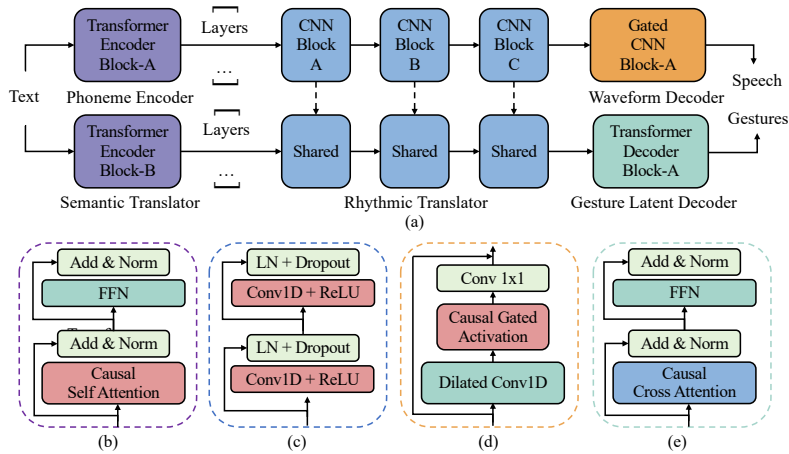 Text
Transformer
Encoder
Block-A
Phoneme Encoder
Layers
...
CNN
Block
A
CNN
Block
B
CNN
Block
C
Gated
CNN
Block-A
Waveform Decoder
Speech
Gestures
Transformer
Encoder
Block-B
Semantic Translator
Layers
...
Shared
Shared
Shared
Rhythmic Translator
Transformer
Decoder
Block-A
Gesture Latent Decoder
(a)
Add & Norm
FFN
Add & Norm
Causal
Self Attention
(b)
LN + Dropout
Conv1D + ReLU
LN + Dropout
Conv1D + ReLU
(c)
Conv 1x1
Causal Gated
Activation
Dilated Conv1D
(d)
Add & Norm
FFN
Add & Norm
Causal
Cross Attention
(e)